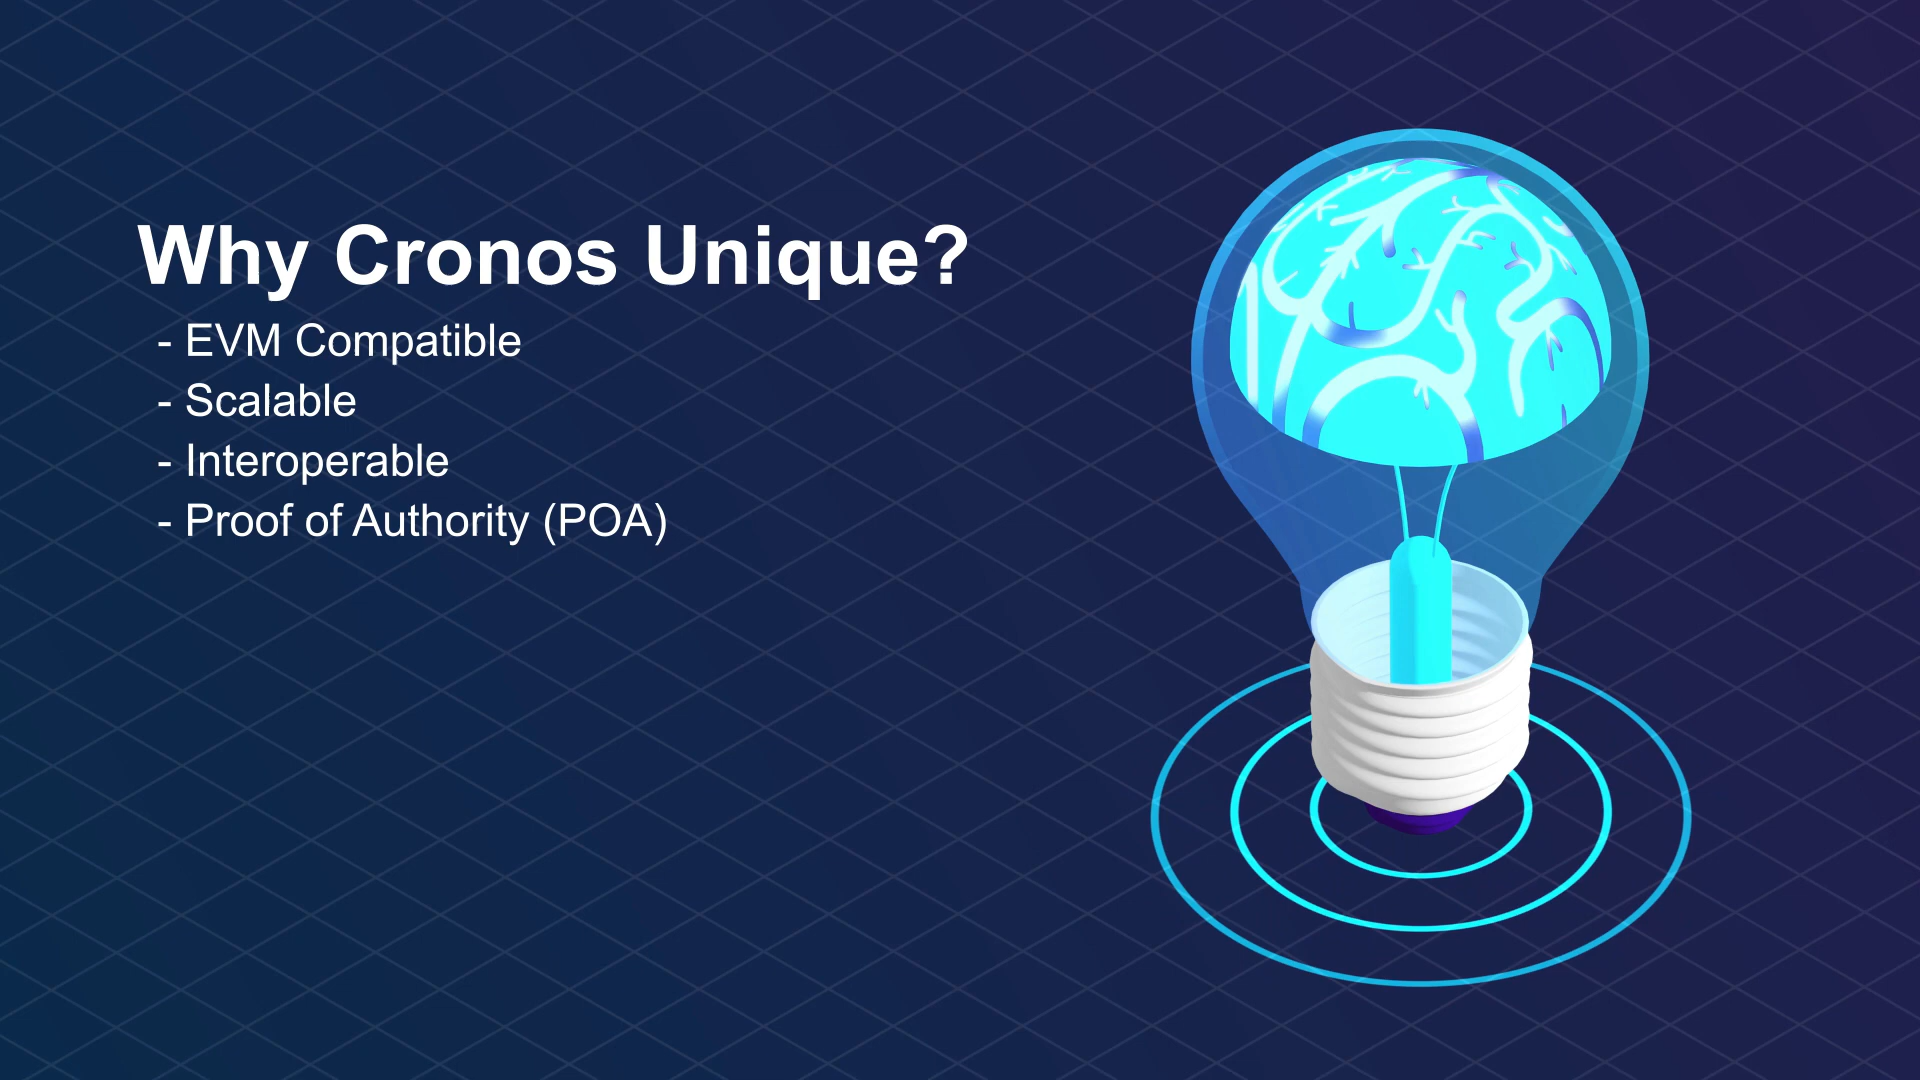 Why Cronos Unique?
- EVM Compatible
- Scalable
- Interoperable
- Proof of Authority (POA)